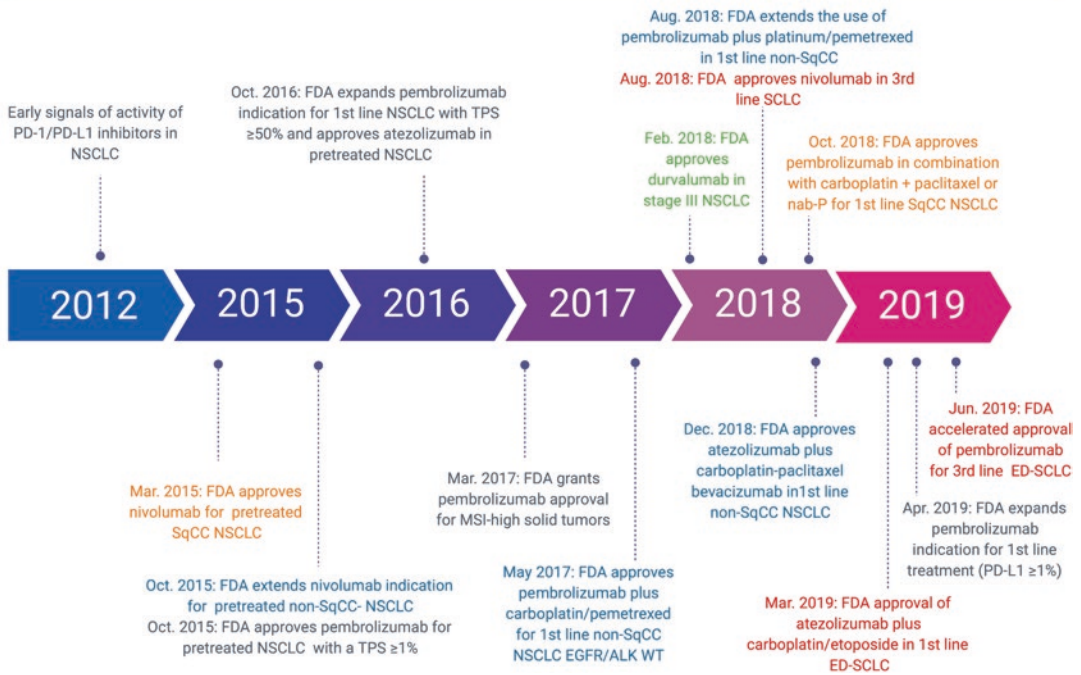 Early signals of activity of
PD-1/PD-L1 inhibitors in
NSCLC
Oct. 2016: FDA expands pembrolizumab
indication for 1st line NSCLC with TPS
≥50% and approves atezolizumab in
pretreated NSCLC
Aug. 2018: FDA extends the use of
pembrolizumab plus platinum/pemetrexed
in 1st line non-SqCC
Aug. 2018: FDA approves nivolumab in 3rd
line SCLC
Feb. 2018: FDA
approves
durvalumab in
stage III NSCLC
Oct. 2018: FDA approves
pembrolizumab in combination
with carboplatin + paclitaxel or
nab-P for 1st line SqCC NSCLC
2012
2015
2016
2017
2018
2019
Mar. 2015: FDA approves
nivolumab for pretreated
SqCC NSCLC
Oct. 2015: FDA extends nivolumab indication
for pretreated non-SqCC- NSCLC
Oct. 2015: FDA approves pembrolizumab for
pretreated NSCLC with a TPS ≥1%
Mar. 2017: FDA grants
pembrolizumab approval
for MSI-high solid tumors
May 2017: FDA approves
pembrolizumab plus
carboplatin/pemetrexed
for 1st line non-SqCC
NSCLC EGFR/ALK WT
Dec. 2018: FDA approves
atezolizumab plus
carboplatin-paclitaxel
bevacizumab in1st line
non-SqCC NSCLC
Mar. 2019: FDA approval of
atezolizumab plus
carboplatin/etoposide in 1st line
ED-SCLC
Apr. 2019: FDA expands
pembrolizumab
indication for 1st line
treatment (PD-L1 ≥1%)
Jun. 2019: FDA
accelerated approval
of pembrolizumab
for 3rd line ED-SCLC